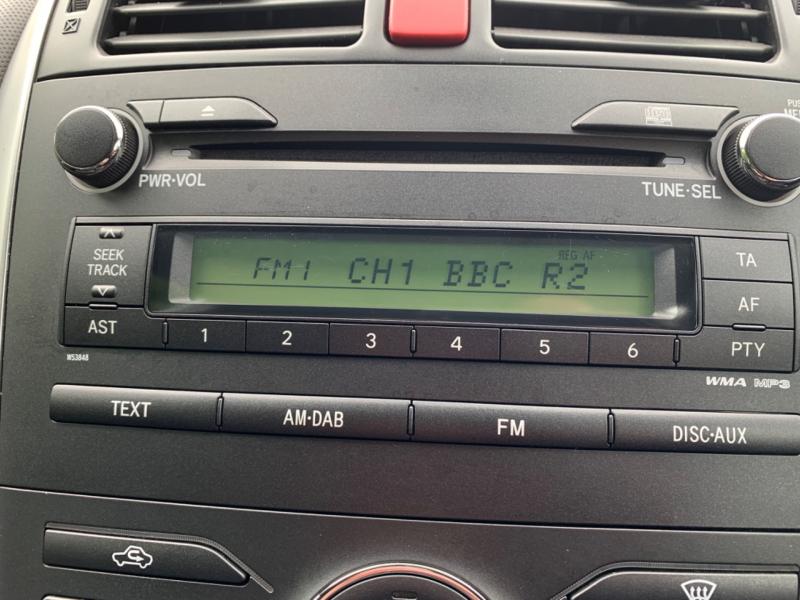 PWR·VOL
TUNE·SEL
SEEK
TRACK
REG AF
FM1 CH1 BBC R2
TA
AF
AST
1
2
3
4
5
6
PTY
W53848
WMA MP3
TEXT
AM·DAB
FM
DISC·AUX